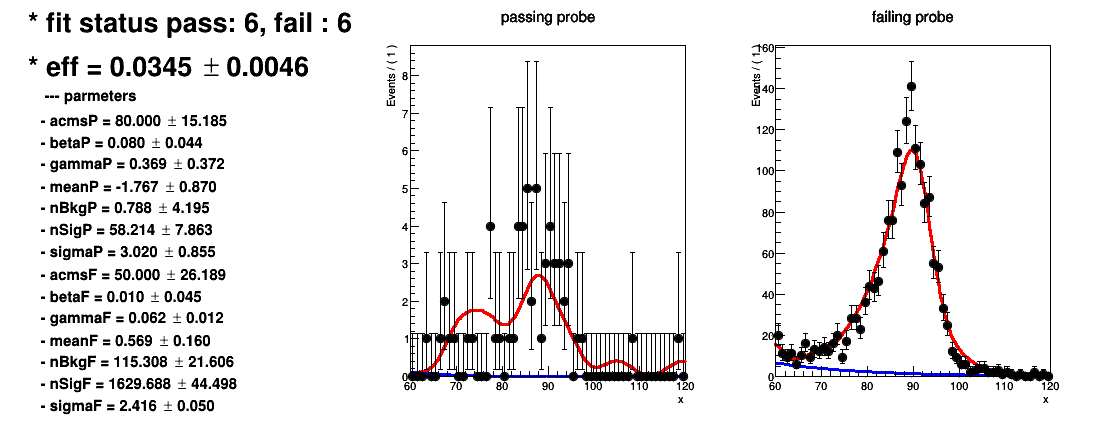 * fit status pass: 6, fail : 6
* eff = 0.0345 ± 0.0046
--- parmeters
- acmsP = 80.000 ± 15.185
- betaP = 0.080 ± 0.044
- gammaP = 0.369 ± 0.372
- meanP = -1.767 ± 0.870
- nBkgP = 0.788 ± 4.195
- nSigP = 58.214 ± 7.863
- sigmaP = 3.020 ± 0.855
- acmsF = 50.000 ± 26.189
- betaF = 0.010 ± 0.045
- gammaF = 0.062 ± 0.012
- meanF = 0.569 ± 0.160
- nBkgF = 115.308 ± 21.606
- nSigF = 1629.688 ± 44.498
- sigmaF = 2.416 ± 0.050
passing probe
Events / ( 1 )
8
7
6
5
4
3
2
1
0
60 70 80 90 100 110 120
x
failing probe
Events / ( 1 )
160
140
120
100
80
60
40
20
0
60 70 80 90 100 110 120
x